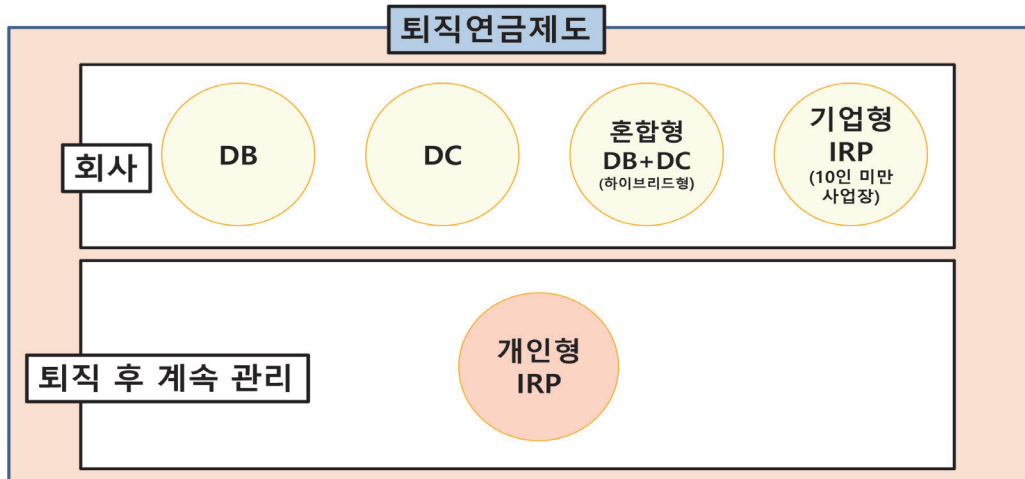 퇴직연금제도
회사
DB
DC
혼합형
DB+DC
(하이브리드형)
기업형
IRP
(10인 미만
사업장)
퇴직 후 계속 관리
개인형
IRP